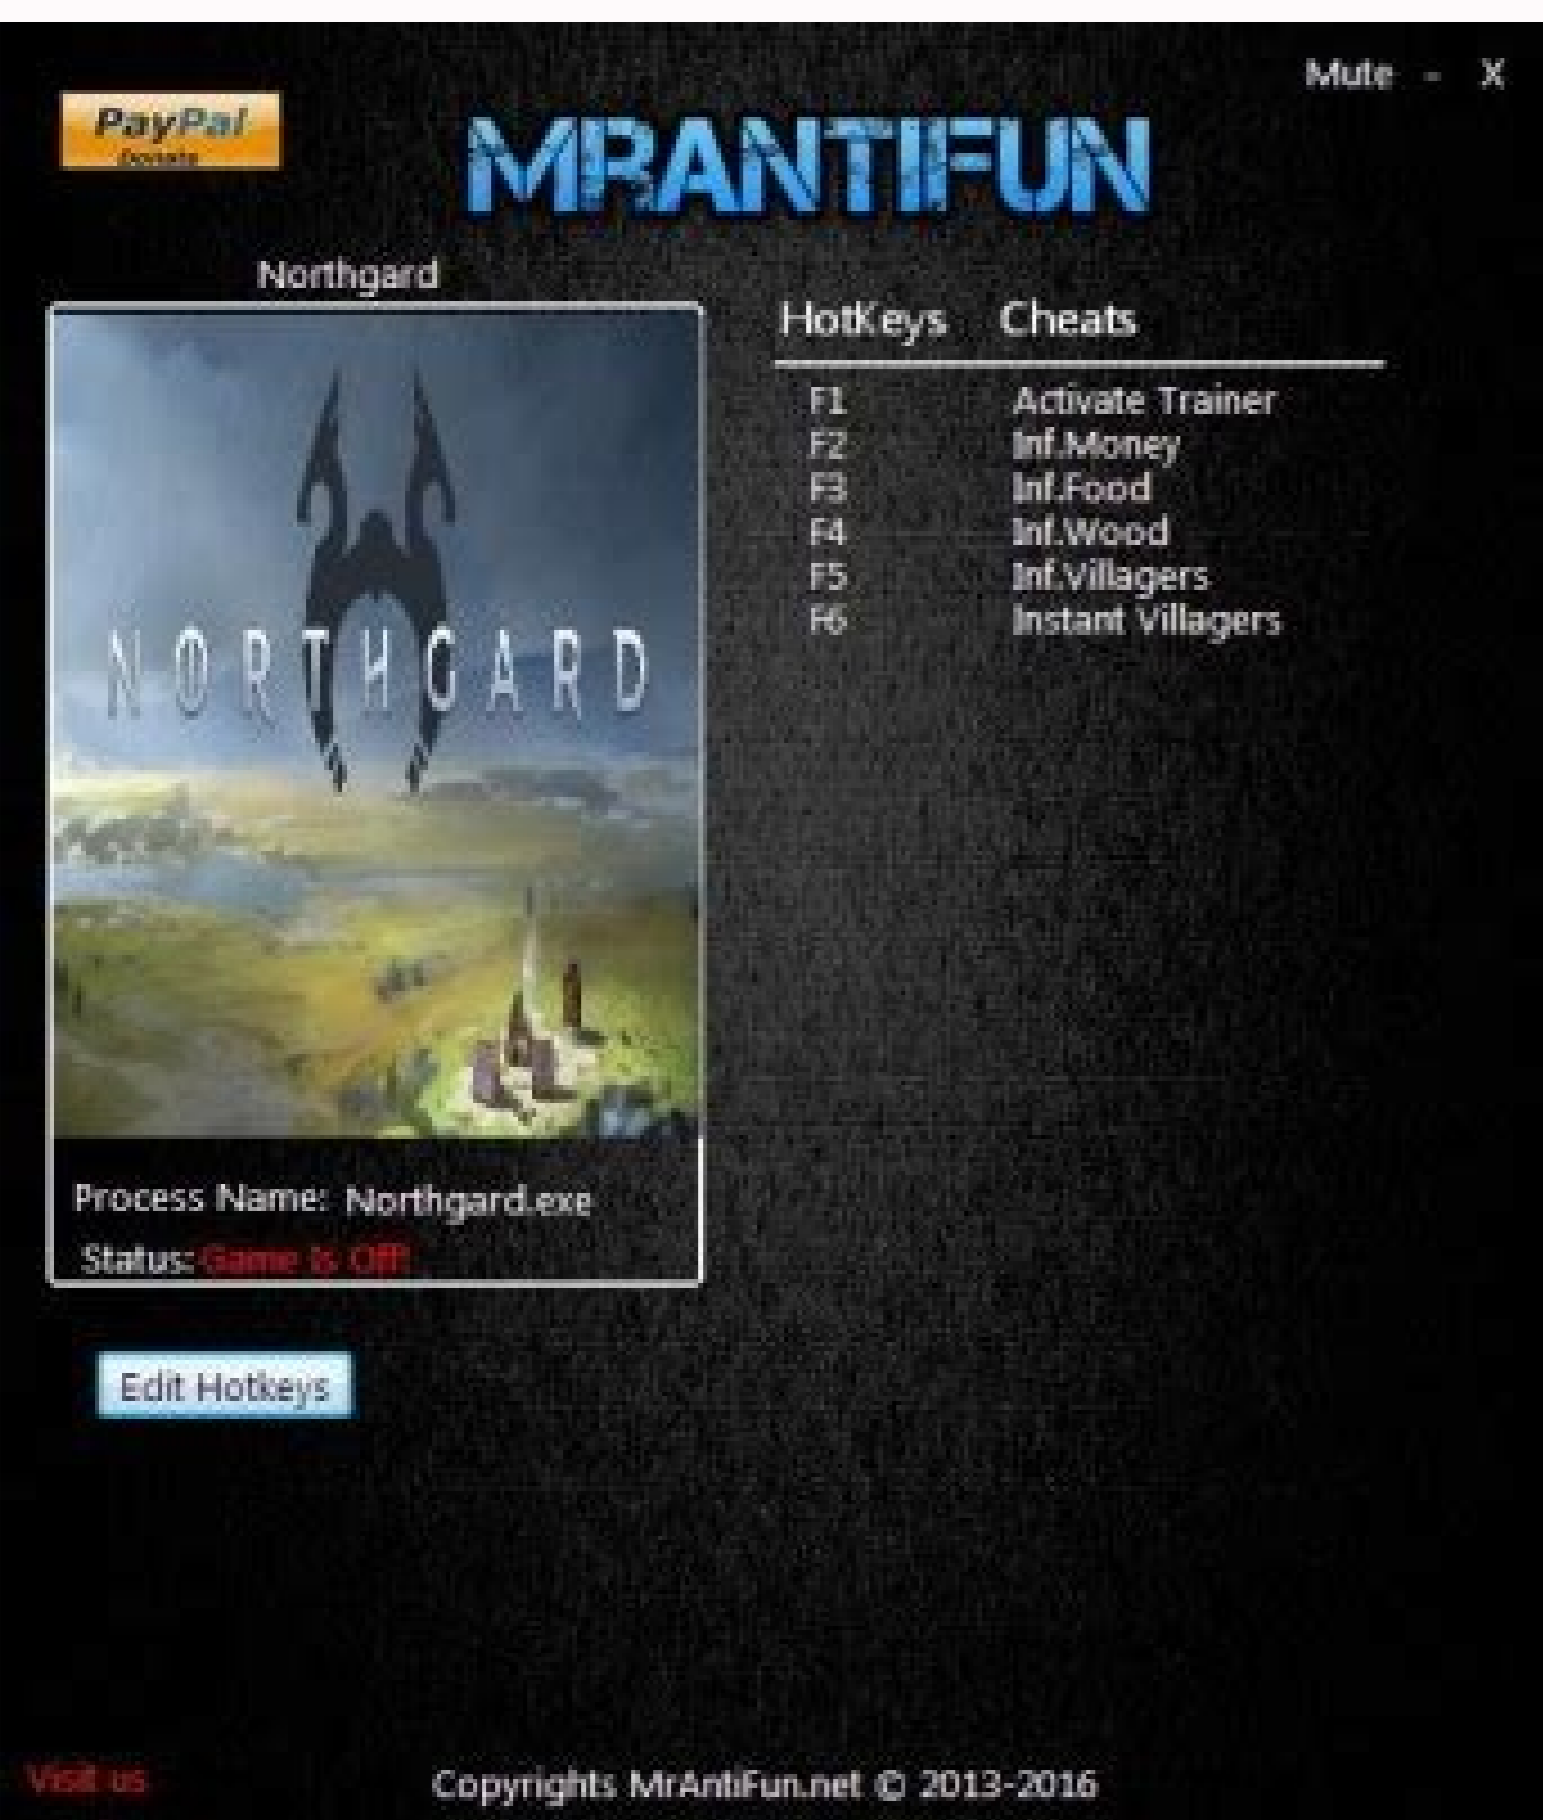 Mute - X
PayPal
Donate
MRANTIFUN
Northgard
HotKeys Cheats
F1 Activate Trainer
F2 Inf.Money
F3 Inf.Food
F4 Inf.Wood
F5 Inf.Villagers
F6 Instant Villagers
NORTHGARD
Process Name: Northgard.exe
Status: Game is Off!
Edit Hotkeys
Visit us
Copyrights MrAntiFun.net © 2013-2016